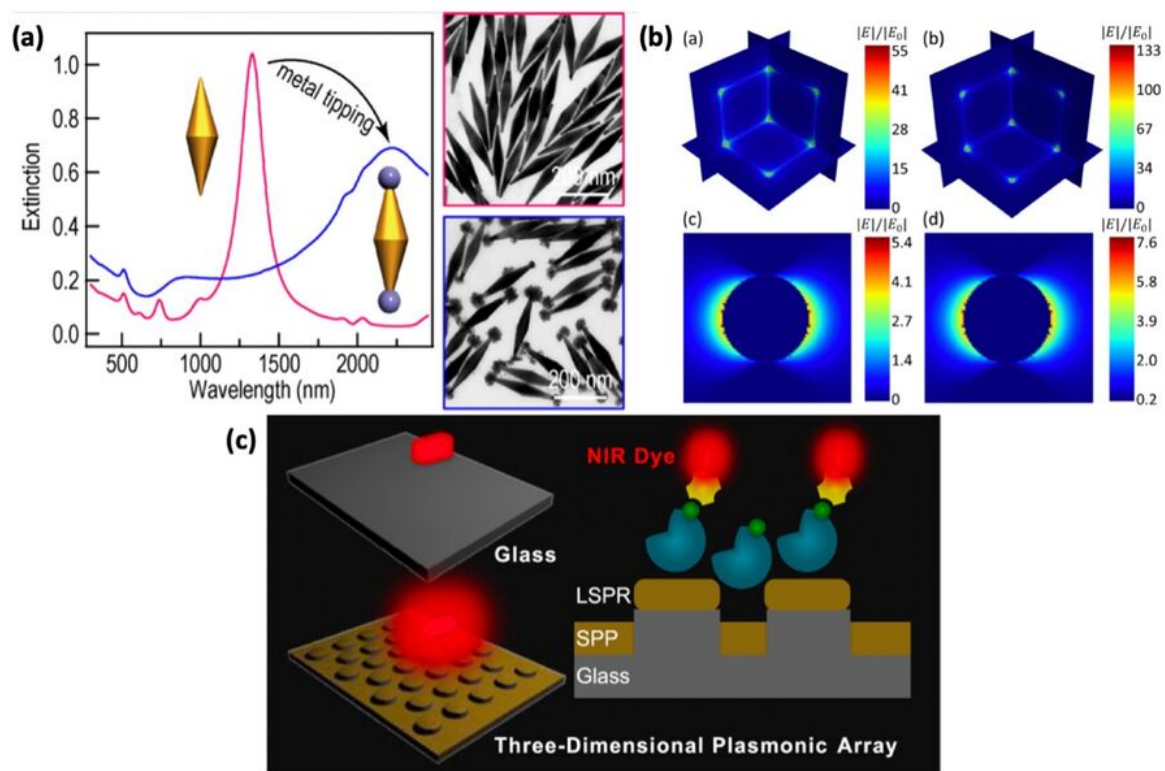 (a)
1.0
0.8
0.6
0.4
0.2
0.0
Extinction
500
1000
1500
2000
Wavelength (nm)
metal tipping
200 nm
200 nm
(b)
(a)
|E|/|E₀|
55
41
28
15
0
(b)
|E|/|E₀|
133
100
67
34
0
(c)
|E|/|E₀|
5.4
4.1
2.7
1.4
0
(d)
|E|/|E₀|
7.6
5.7
3.9
2.0
0.2
(c)
Glass
NIR Dye
LSPR
SPP
Glass
Three-Dimensional Plasmonic Array